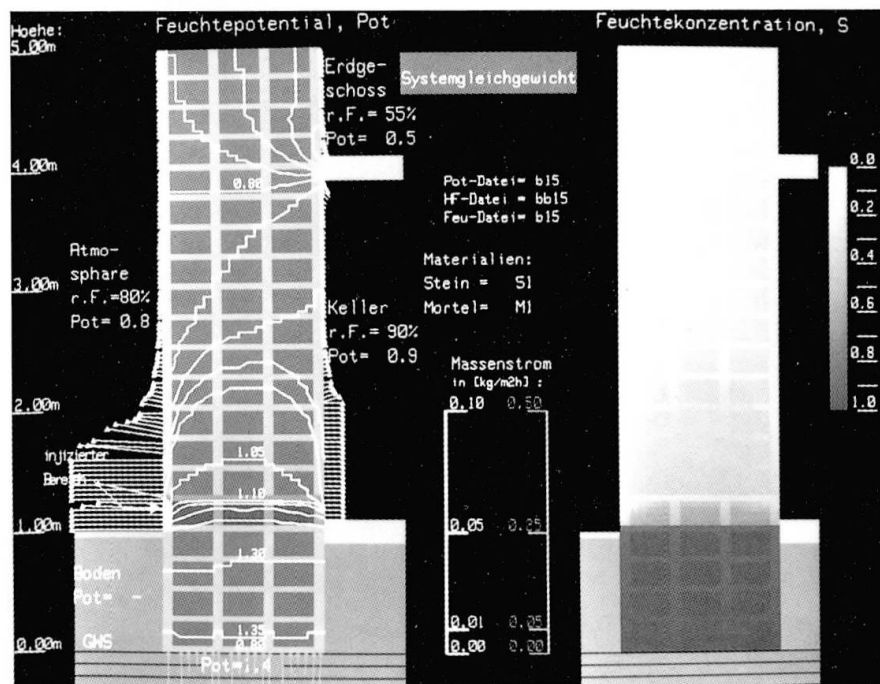 Feuchtepotential, Pot
Feuchtekonzentration, S
Hoehe:
5.00m
4.00m
3.00m
2.00m
1.00m
0.00m
Erdge-
schoss
r.F.= 55%
Pot= 0.5
Systemgleichgewicht
Pot-Datei= b15
HF-Datei = bb15
Feu-Datei = b15
Materialien:
Stein = S1
Mortel= M1
Atmo-
sphare
r.F.=80%
Pot= 0.8
Keller
r.F.= 90%
Pot= 0.9
Massenstrom
in [kg/m2h] :
0.10 0.50
0.05 0.25
0.01 0.05
0.00 0.00
injizierter
Bereich
Boden
Pot= -
GWS
Pot=1,4
0.80
1.05
1.10
1.30
1.35
0.0
0.2
0.4
0.6
0.8
1.0